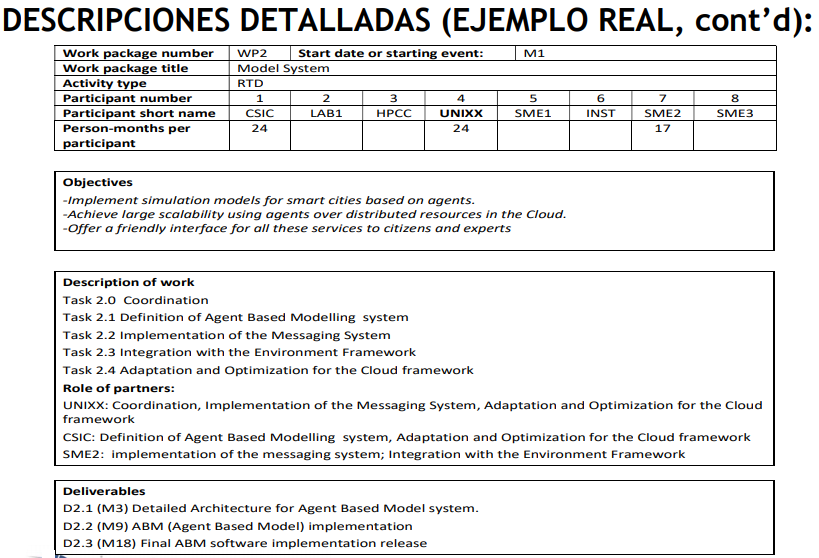 DESCRIPCIONES DETALLADAS (EJEMPLO REAL, cont’d):
Work package number WP2 Start date or starting event: M1
Work package title Model System
Activity type RTD
Participant number 1 2 3 4 5 6 7 8
Participant short name CSIC LAB1 HPCC UNIXX SME1 INST SME2 SME3
Person-months per 24 24 17
participant
Objectives
-Implement simulation models for smart cities based on agents.
-Achieve large scalability using agents over distributed resources in the Cloud.
-Offer a friendly interface for all these services to citizens and experts
Description of work
Task 2.0 Coordination
Task 2.1 Definition of Agent Based Modelling system
Task 2.2 Implementation of the Messaging System
Task 2.3 Integration with the Environment Framework
Task 2.4 Adaptation and Optimization for the Cloud framework
Role of partners:
UNIXX: Coordination, Implementation of the Messaging System, Adaptation and Optimization for the Cloud
framework
CSIC: Definition of Agent Based Modelling system, Adaptation and Optimization for the Cloud framework
SME2: implementation of the messaging system; Integration with the Environment Framework
Deliverables
D2.1 (M3) Detailed Architecture for Agent Based Model system.
D2.2 (M9) ABM (Agent Based Model) implementation
D2.3 (M18) Final ABM software implementation release